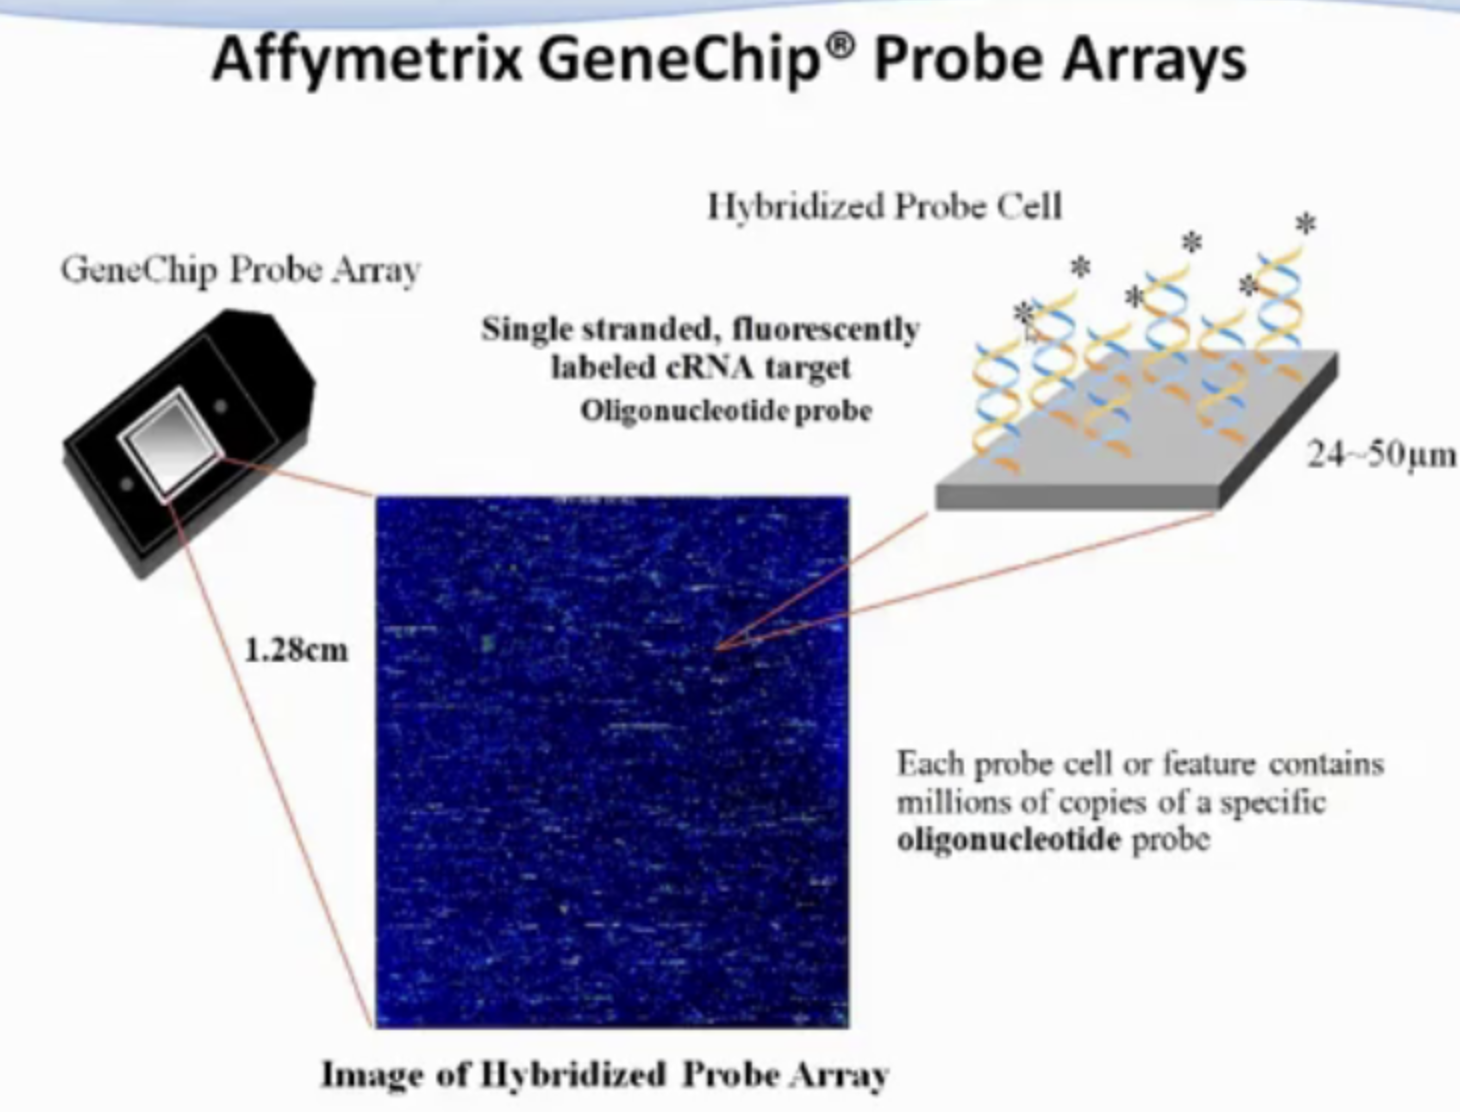 Affymetrix GeneChip® Probe Arrays
Hybridized Probe Cell
GeneChip Probe Array
Single stranded, fluorescently
labeled cRNA target
Oligonucleotide probe
24~50µm
1.28cm
Each probe cell or feature contains
millions of copies of a specific
oligonucleotide probe
Image of Hybridized Probe Array